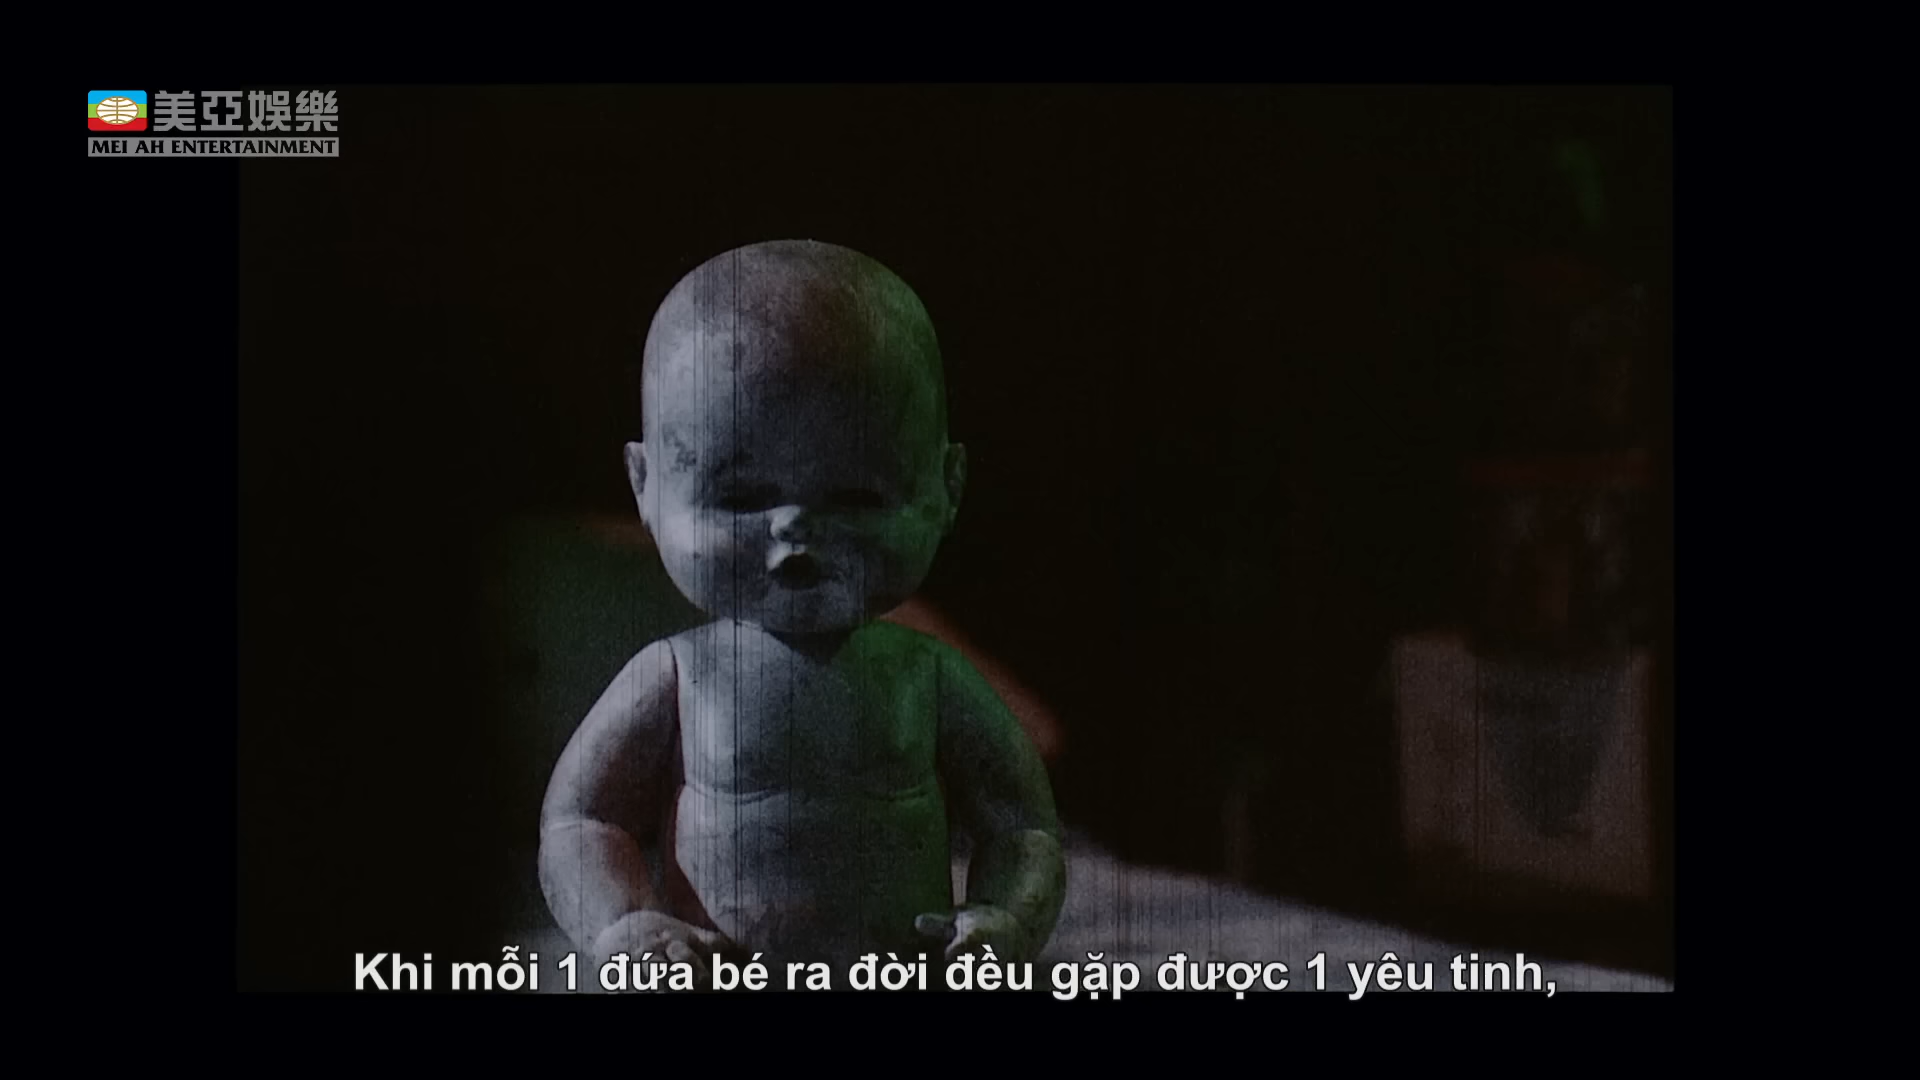 美亞娛樂
MEI AH ENTERTAINMENT
Khi mỗi 1 đứa bé ra đời đều gặp được 1 yêu tinh,